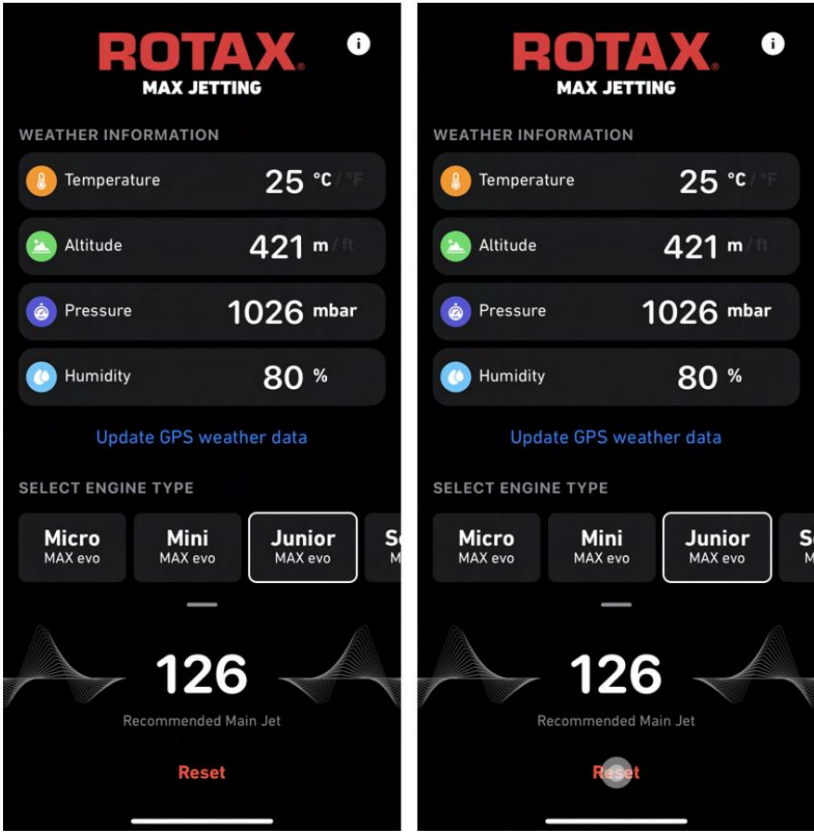 ROTAX®
MAX JETTING
WEATHER INFORMATION
Temperature 25 °C / °F
Altitude 421 m / ft
Pressure 1026 mbar
Humidity 80 %
Update GPS weather data
SELECT ENGINE TYPE
Micro Mini Junior S
MAX evo MAX evo MAX evo M
126
Recommended Main Jet
Reset
ROTAX®
MAX JETTING
WEATHER INFORMATION
Temperature 25 °C / °F
Altitude 421 m / ft
Pressure 1026 mbar
Humidity 80 %
Update GPS weather data
SELECT ENGINE TYPE
Micro Mini Junior S
MAX evo MAX evo MAX evo M
126
Recommended Main Jet
Reset